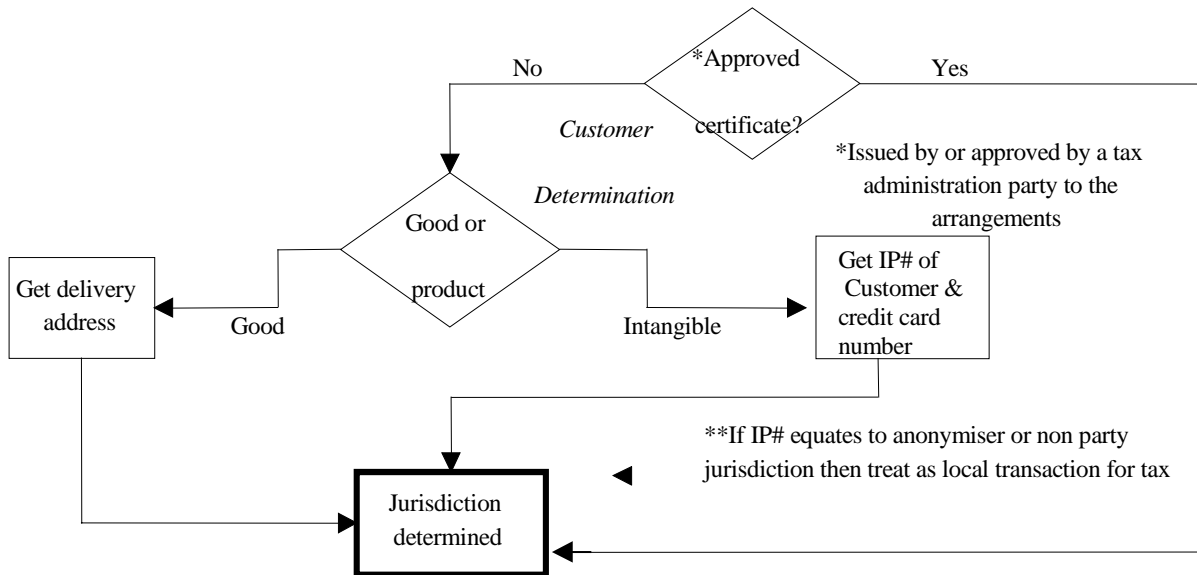 *Approved
certificate?
No
Yes
Customer
Determination
*Issued by or approved by a tax
administration party to the
arrangements
Good or
product
Good
Intangible
Get delivery
address
Get IP# of
Customer &
credit card
number
**If IP# equates to anonymiser or non party
jurisdiction then treat as local transaction for tax
Jurisdiction
determined